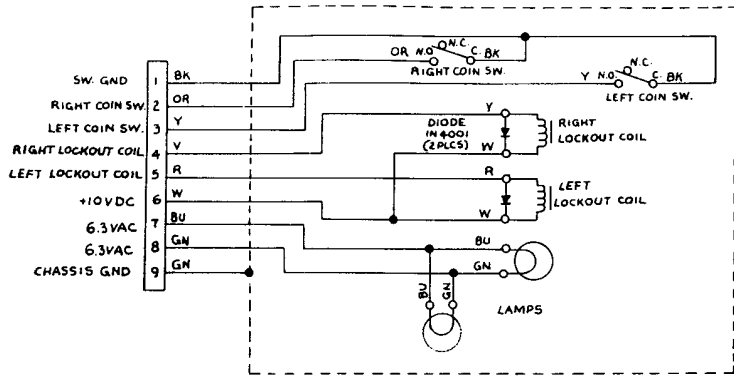 SW. GND 1 BK
RIGHT COIN SW. 2 OR
LEFT COIN SW. 3 Y
RIGHT LOCKOUT COIL 4 V
LEFT LOCKOUT COIL 5 R
+10VDC 6 W
6.3VAC 7 BU
6.3VAC 8 GN
CHASSIS GND 9 GN
OR N.O. N.C. C. BK
RIGHT COIN SW.
Y N.O. N.C. C. BK
LEFT COIN SW.
Y
DIODE
IN 4001
(2PLCS)
W
RIGHT
LOCKOUT COIL
R
W
LEFT
LOCKOUT COIL
BU
GN
BU GN
LAMPS